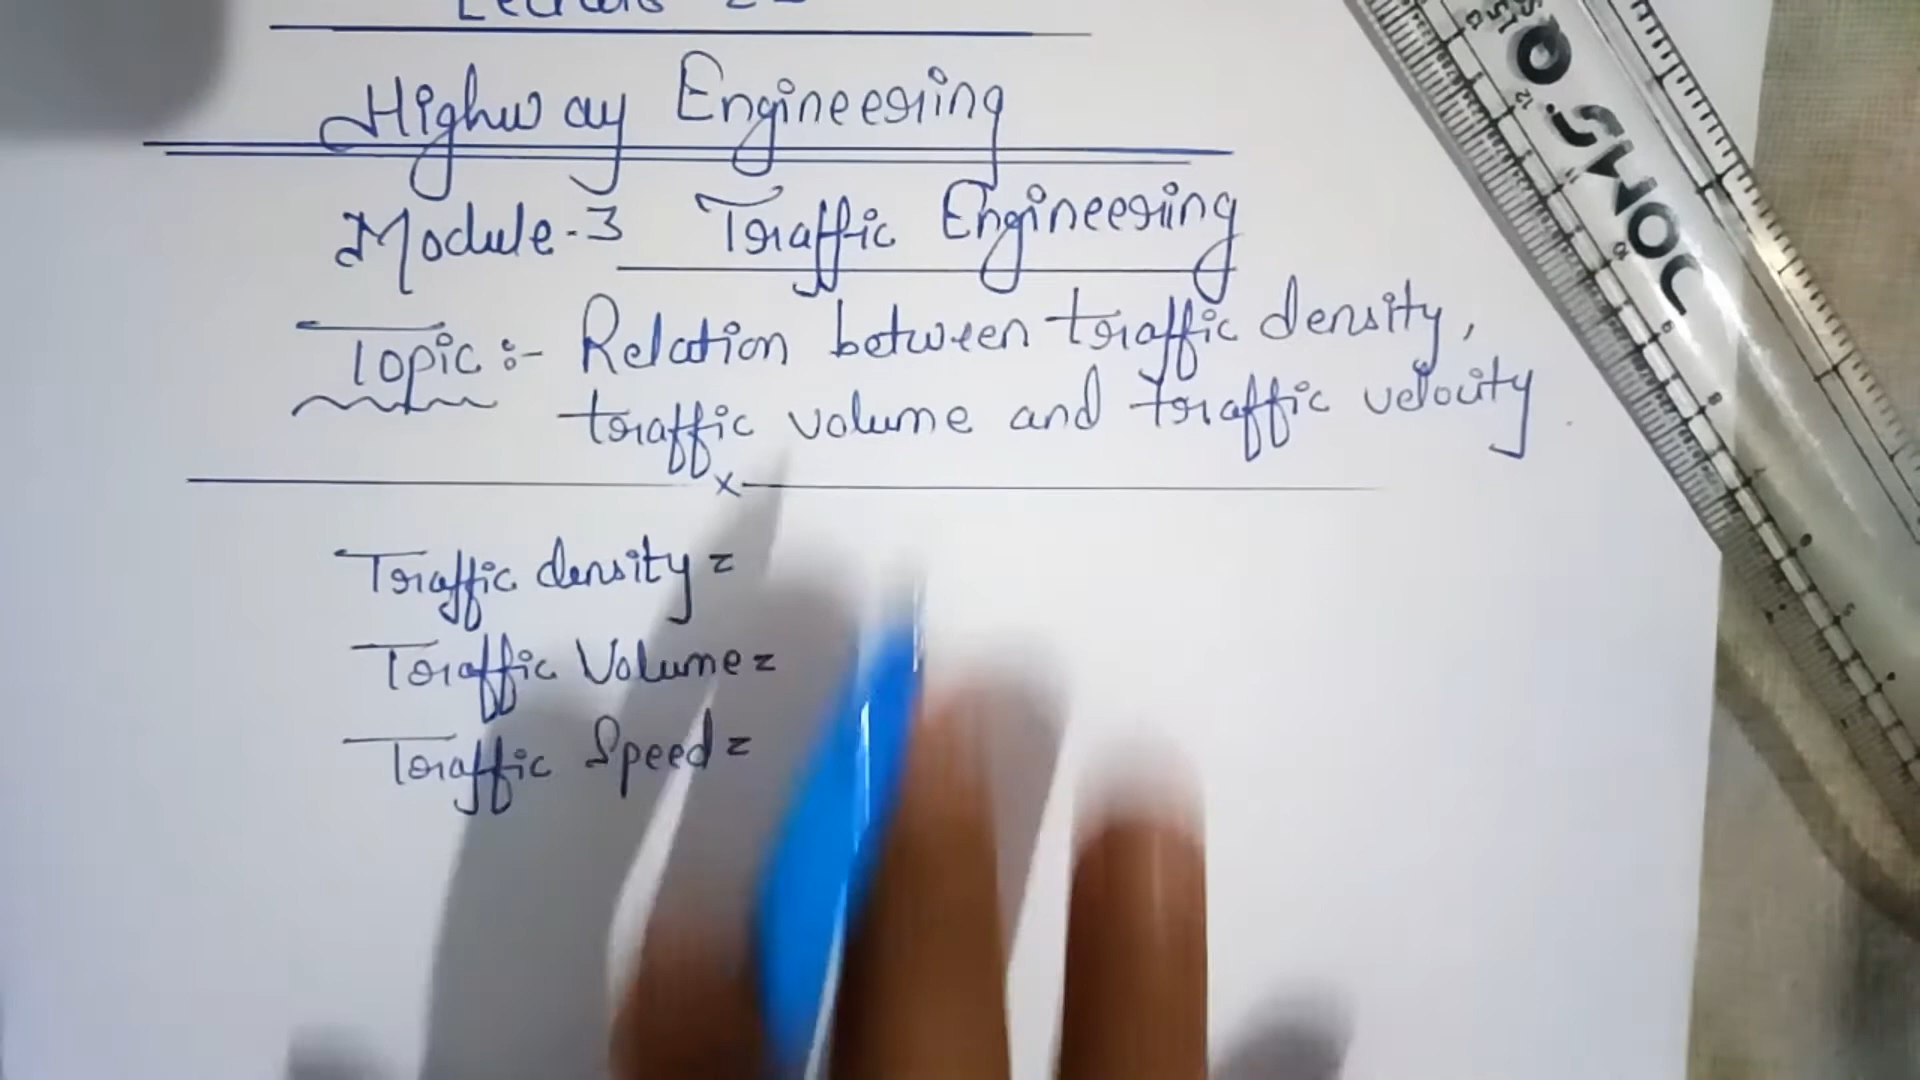 Highway Engineering
Module-3 Traffic Engineering
Topic :- Relation between traffic density,
traffic volume and traffic velocity
x
Traffic density =
Traffic Volume =
Traffic Speed =
JOMS.O